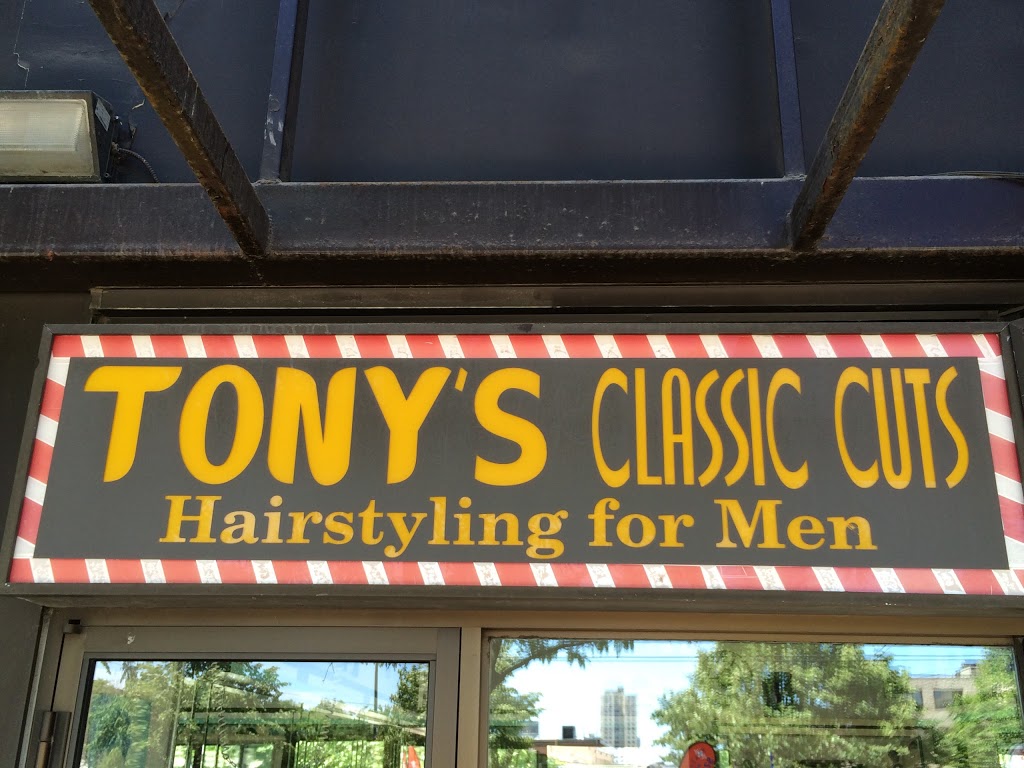 TONY'S CLASSIC CUTS
Hairstyling for Men